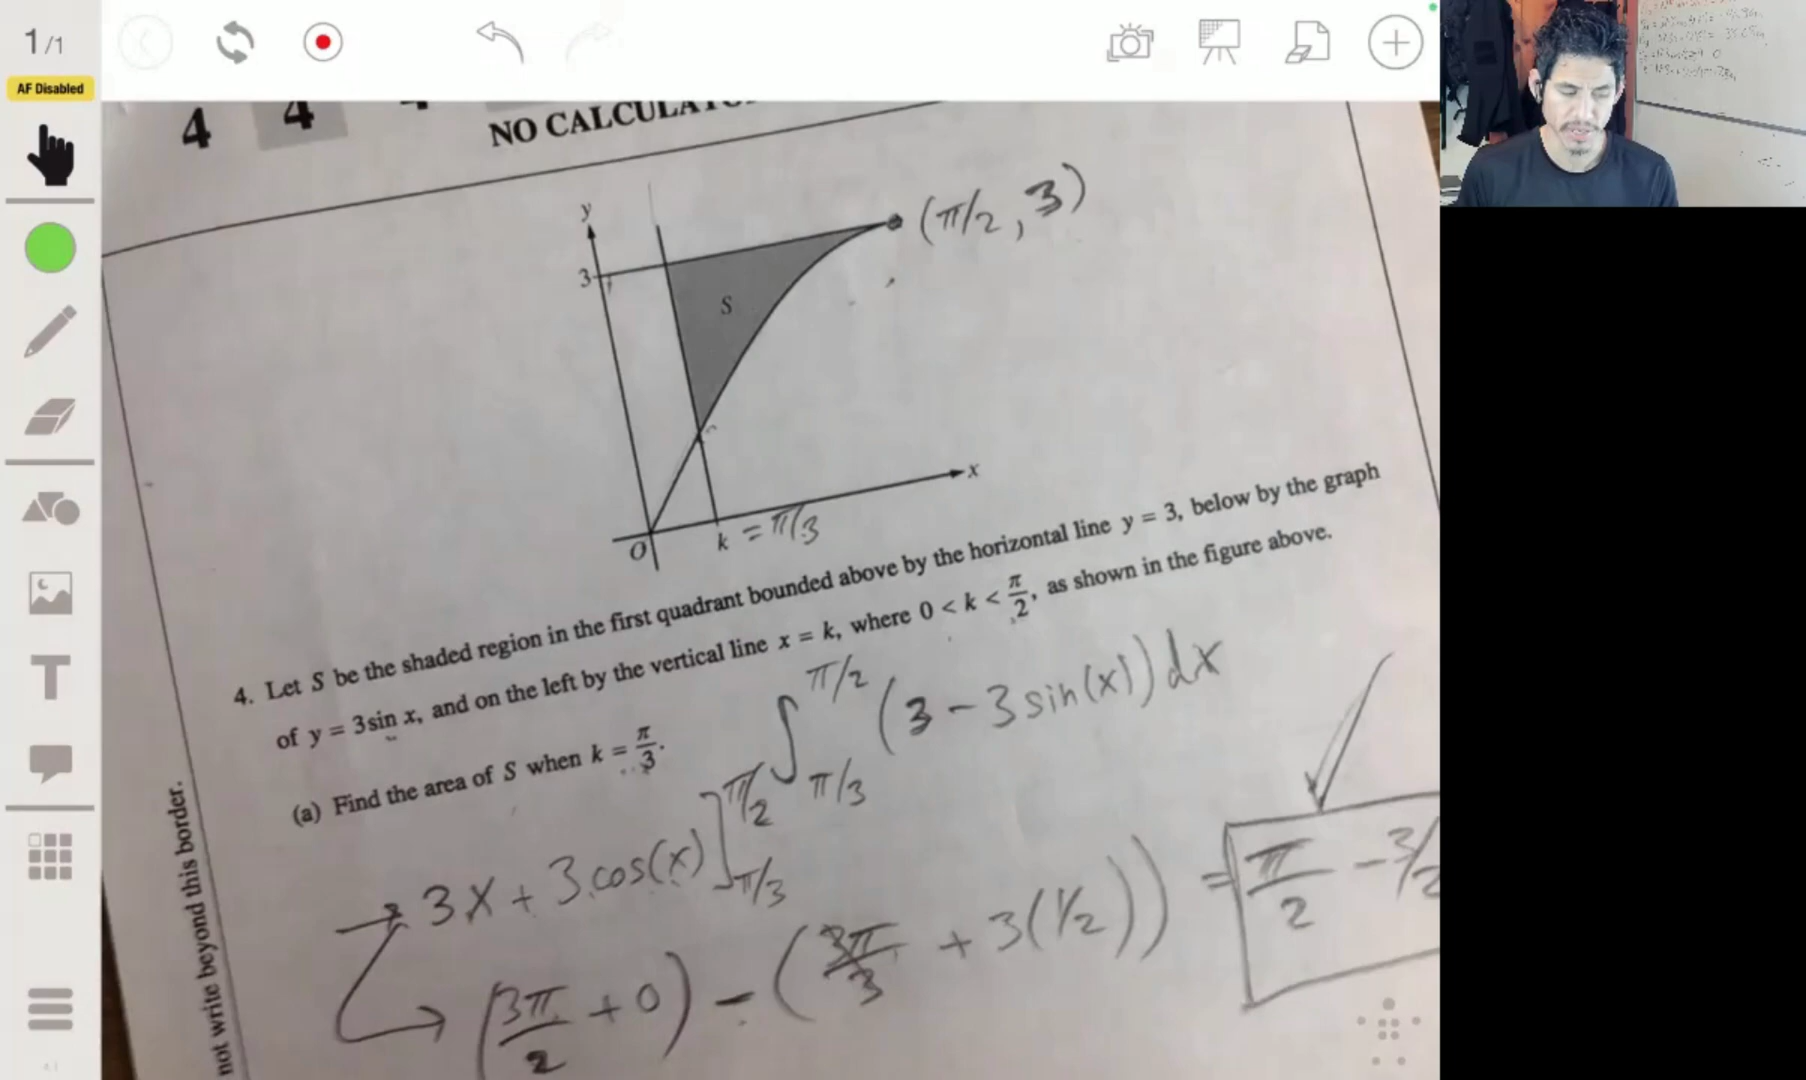 1/1
AF Disabled
4 4
NO CALCULATO
y
(π/2, 3)
3
S
x
O
k = π/3
4. Let S be the shaded region in the first quadrant bounded above by the horizontal line y = 3, below by the graph
of y = 3 sin x, and on the left by the vertical line x = k, where 0 < k < π/2, as shown in the figure above.
(a) Find the area of S when k = π/3.
∫_{π/3}^{π/2} (3 − 3 sin(x)) dx
→ 3x + 3 cos(x) ]_{π/3}^{π/2}
→ (3π/2 + 0) − (3π/3 + 3(1/2)) = π/2 − 3/2
not write beyond this border.
T